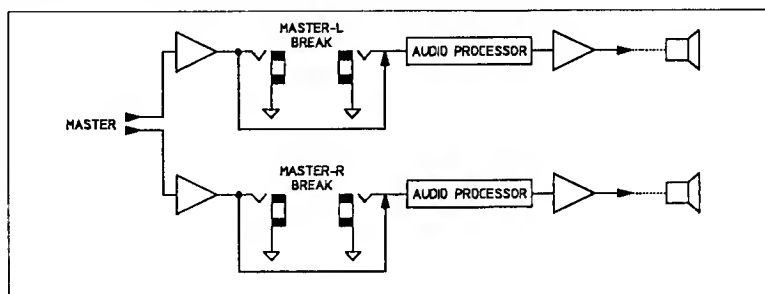 MASTER-L
BREAK
AUDIO PROCESSOR
MASTER
MASTER-R
BREAK
AUDIO PROCESSOR